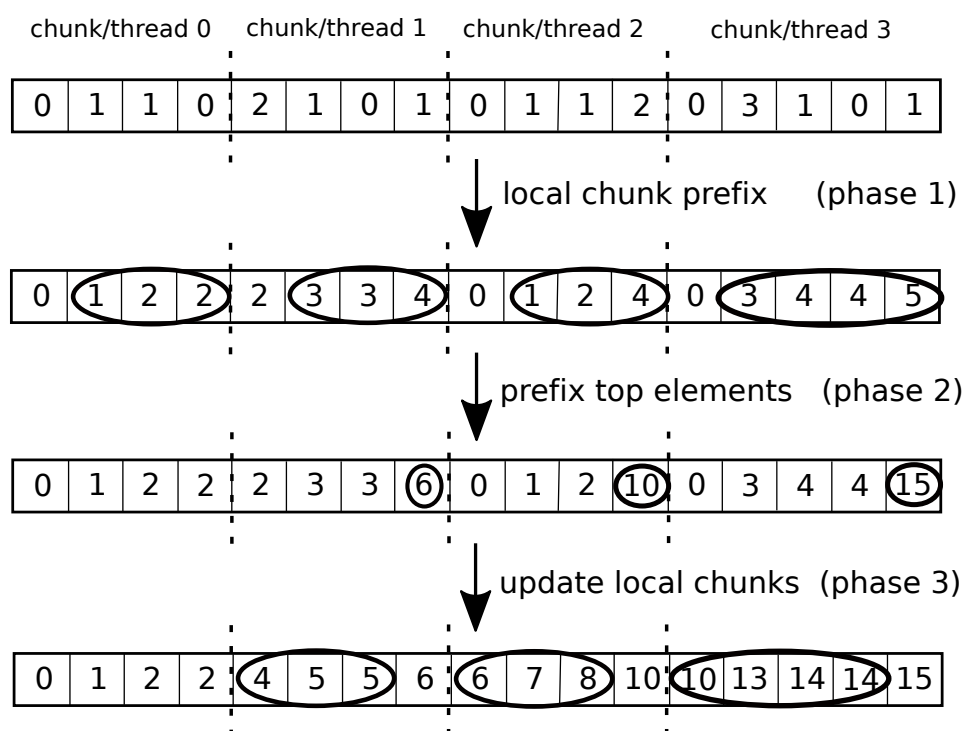 chunk/thread 0 chunk/thread 1 chunk/thread 2 chunk/thread 3
0 1 1 0 2 1 0 1 0 1 1 2 0 3 1 0 1
local chunk prefix (phase 1)
0 1 2 2 2 3 3 4 0 1 2 4 0 3 4 4 5
prefix top elements (phase 2)
0 1 2 2 2 3 3 6 0 1 2 10 0 3 4 4 15
update local chunks (phase 3)
0 1 2 2 4 5 5 6 6 7 8 10 10 13 14 14 15